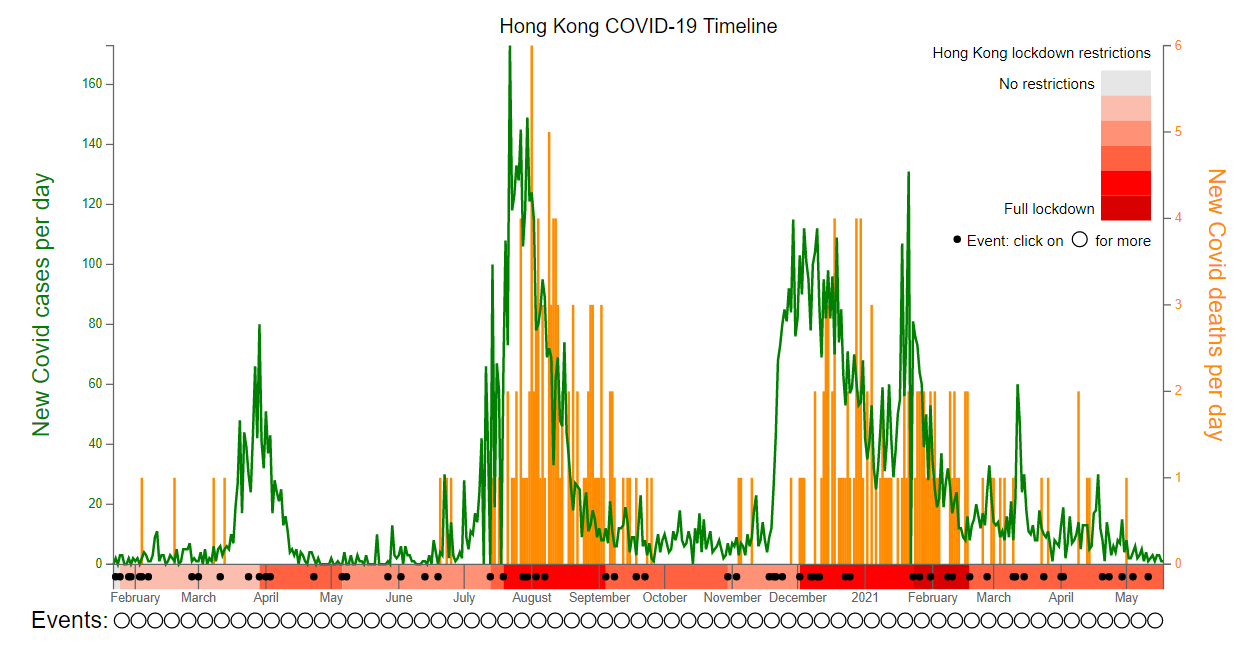 Hong Kong COVID-19 Timeline
Hong Kong lockdown restrictions
No restrictions
Full lockdown
Event: click on for more
New Covid cases per day
160
140
120
100
80
60
40
20
0
6
5
4
3
2
1
0
New Covid deaths per day
February March April May June July August September October November December 2021 February March April May
Events: